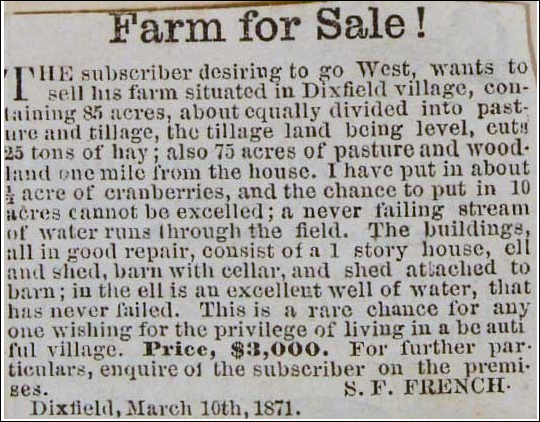 Farm for Sale!
THE subscriber desiring to go West, wants to
sell his farm situated in Dixfield village, con-
taining 85 acres, about equally divided into past-
ure and tillage, the tillage land being level, cuts
25 tons of hay; also 75 acres of pasture and wood-
land one mile from the house. I have put in about
½ acre of cranberries, and the chance to put in 10
acres cannot be excelled; a never failing stream
of water runs through the field. The buildings,
all in good repair, consist of a 1 story house, ell
and shed, barn with cellar, and shed attached to
barn; in the ell is an excellent well of water, that
has never failed. This is a rare chance for any
one wishing for the privilege of living in a be auti
ful village. Price, $3,000. For further par-
ticulars, enquire of the subscriber on the premi-
ses. S. F. FRENCH.
Dixfield, March 10th, 1871.